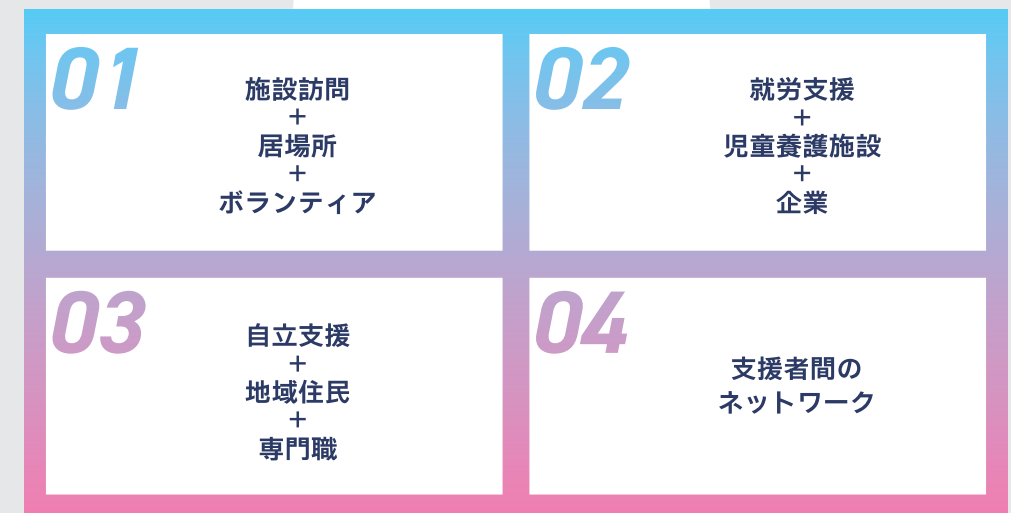 01
施設訪問
+
居場所
+
ボランティア
02
就労支援
+
児童養護施設
+
企業
03
自立支援
+
地域住民
+
専門職
04
支援者間の
ネットワーク